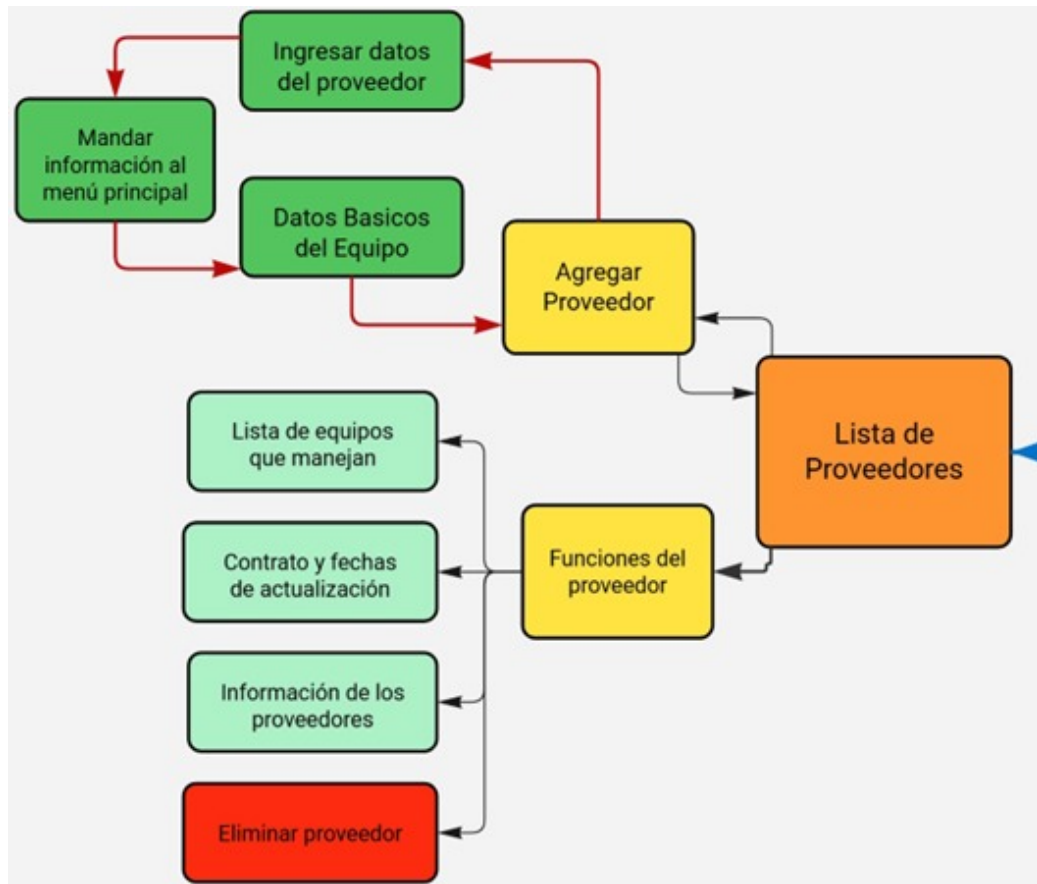 Ingresar datos
del proveedor
Mandar
información al
menú principal
Datos Basicos
del Equipo
Agregar
Proveedor
Lista de
Proveedores
Lista de equipos
que manejan
Contrato y fechas
de actualización
Funciones del
proveedor
Información de los
proveedores
Eliminar proveedor